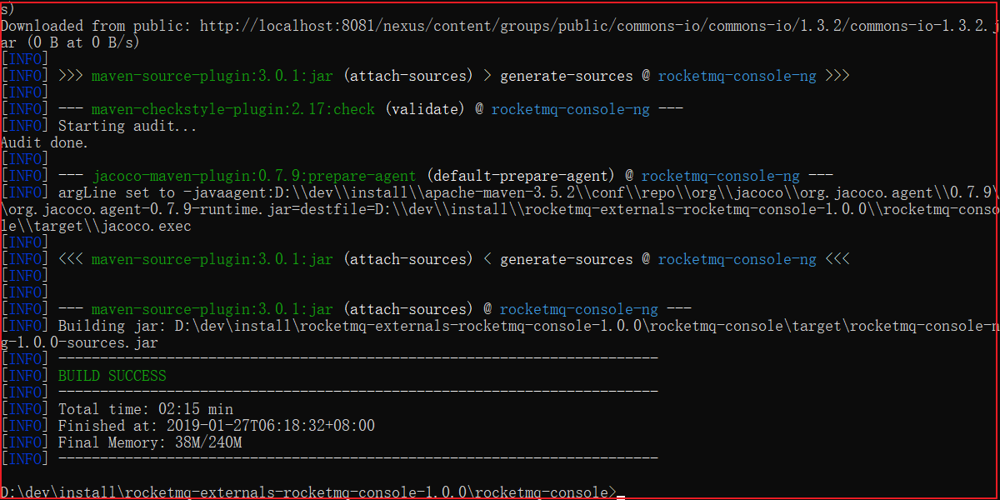 s)
Downloaded from public: http://localhost:8081/nexus/content/groups/public/commons-io/commons-io/1.3.2/commons-io-1.3.2.j
ar (0 B at 0 B/s)
[INFO]
[INFO] >>> maven-source-plugin:3.0.1:jar (attach-sources) > generate-sources @ rocketmq-console-ng >>>
[INFO]
[INFO] --- maven-checkstyle-plugin:2.17:check (validate) @ rocketmq-console-ng ---
[INFO] Starting audit...
Audit done.
[INFO]
[INFO] --- jacoco-maven-plugin:0.7.9:prepare-agent (default-prepare-agent) @ rocketmq-console-ng ---
[INFO] argLine set to -javaagent:D:\\dev\\install\\apache-maven-3.5.2\\conf\\repo\\org\\jacoco\\org.jacoco.agent\\0.7.9\
\org.jacoco.agent-0.7.9-runtime.jar=destfile=D:\\dev\\install\\rocketmq-externals-rocketmq-console-1.0.0\\rocketmq-conso
le\\target\\jacoco.exec
[INFO]
[INFO] <<< maven-source-plugin:3.0.1:jar (attach-sources) < generate-sources @ rocketmq-console-ng <<<
[INFO]
[INFO]
[INFO] --- maven-source-plugin:3.0.1:jar (attach-sources) @ rocketmq-console-ng ---
[INFO] Building jar: D:\dev\install\rocketmq-externals-rocketmq-console-1.0.0\rocketmq-console\target\rocketmq-console-n
g-1.0.0-sources.jar
[INFO] ------------------------------------------------------------------------
[INFO] BUILD SUCCESS
[INFO] ------------------------------------------------------------------------
[INFO] Total time: 02:15 min
[INFO] Finished at: 2019-01-27T06:18:32+08:00
[INFO] Final Memory: 38M/240M
[INFO] ------------------------------------------------------------------------
D:\dev\install\rocketmq-externals-rocketmq-console-1.0.0\rocketmq-console>_